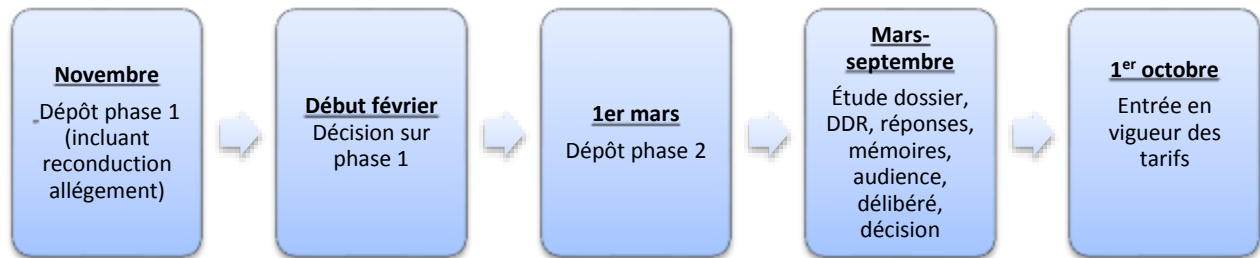 Novembre
Dépôt phase 1
(incluant
reconduction
allégement)
Début février
Décision sur
phase 1
1er mars
Dépôt phase 2
Mars-
septembre
Étude dossier,
DDR, réponses,
mémoires,
audience,
délibéré,
décision
1er octobre
Entrée en
vigueur des
tarifs